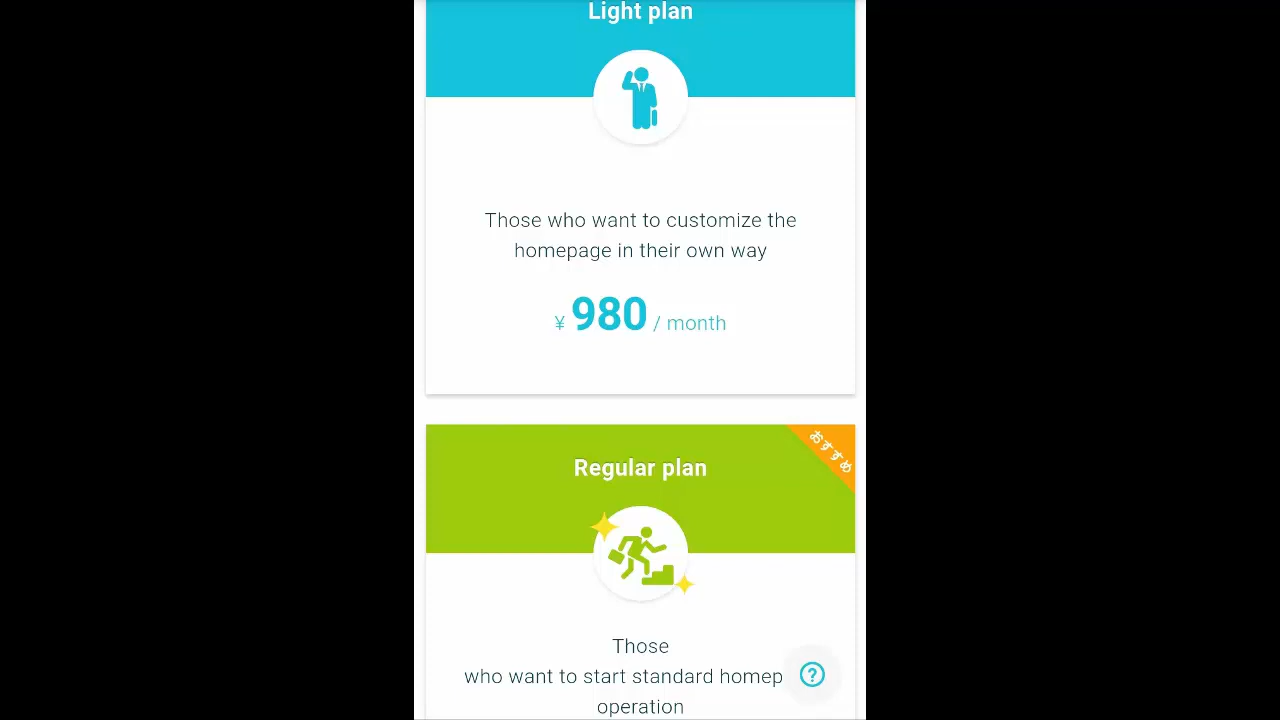 Light plan
Those who want to customize the
homepage in their own way
¥ 980 / month
おすすめ
Regular plan
Those
who want to start standard homep
operation
?